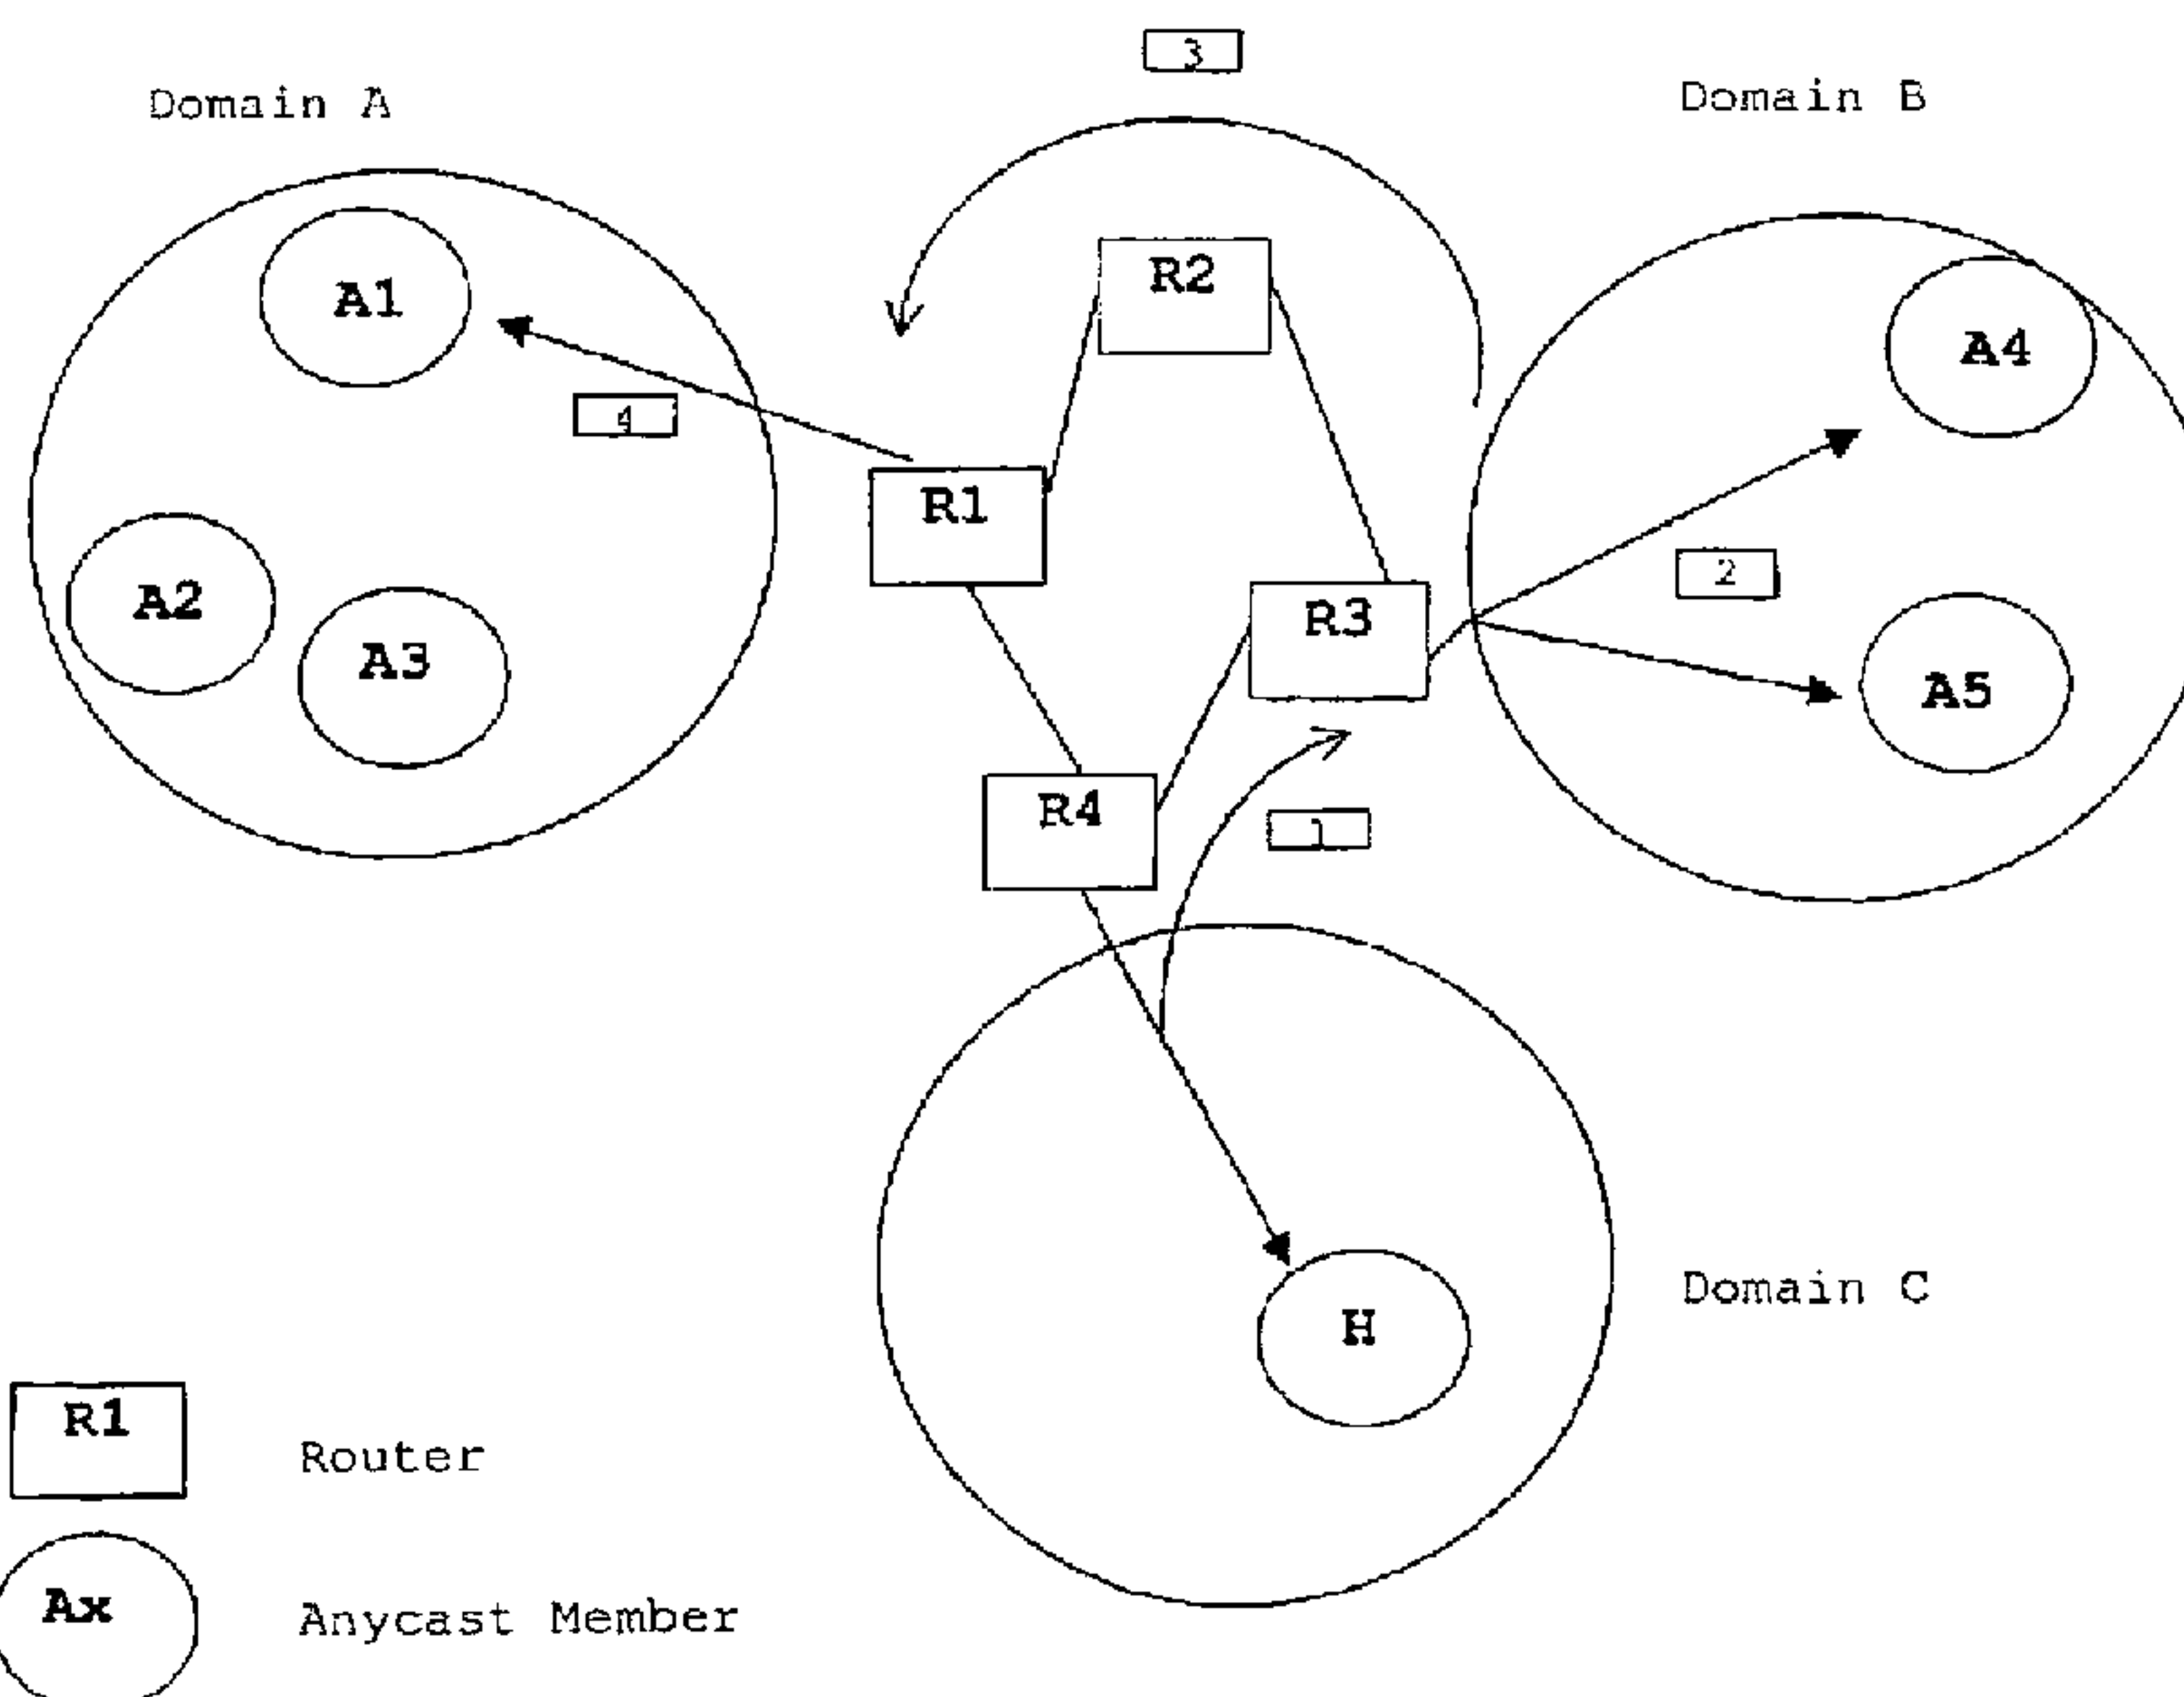 3
Domain A
Domain B
R2
A1
A4
4
R1
2
A2
R3
A3
A5
R4
1
Domain C
H
R1
Router
Ax
Anycast Member